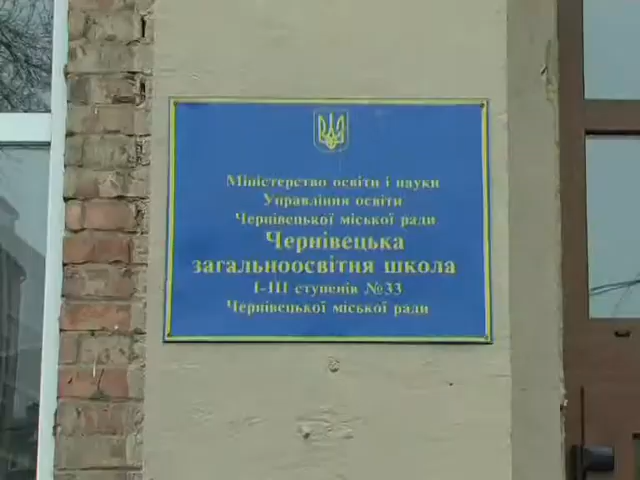 Міністерство освіти і науки
Управління освіти
Чернівецької міської ради
Чернівецька
загальноосвітня школа
I-III ступенів №33
Чернівецької міської ради